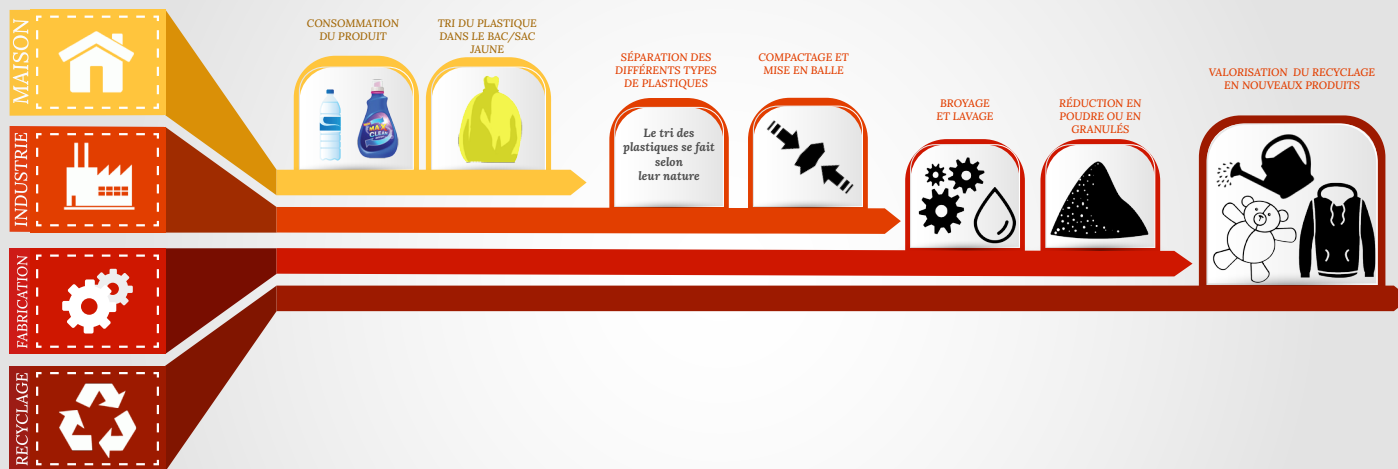 MAISON
CONSOMMATION
DU PRODUIT
TRI DU PLASTIQUE
DANS LE BAC/SAC
JAUNE
MAX
CLEAN
INDUSTRIE
SÉPARATION DES
DIFFÉRENTS TYPES
DE PLASTIQUES
Le tri des
plastiques se fait
selon
leur nature
COMPACTAGE ET
MISE EN BALLE
FABRICATION
BROYAGE
ET LAVAGE
RÉDUCTION EN
POUDRE OU EN
GRANULÉS
RECYCLAGE
VALORISATION DU RECYCLAGE
EN NOUVEAUX PRODUITS